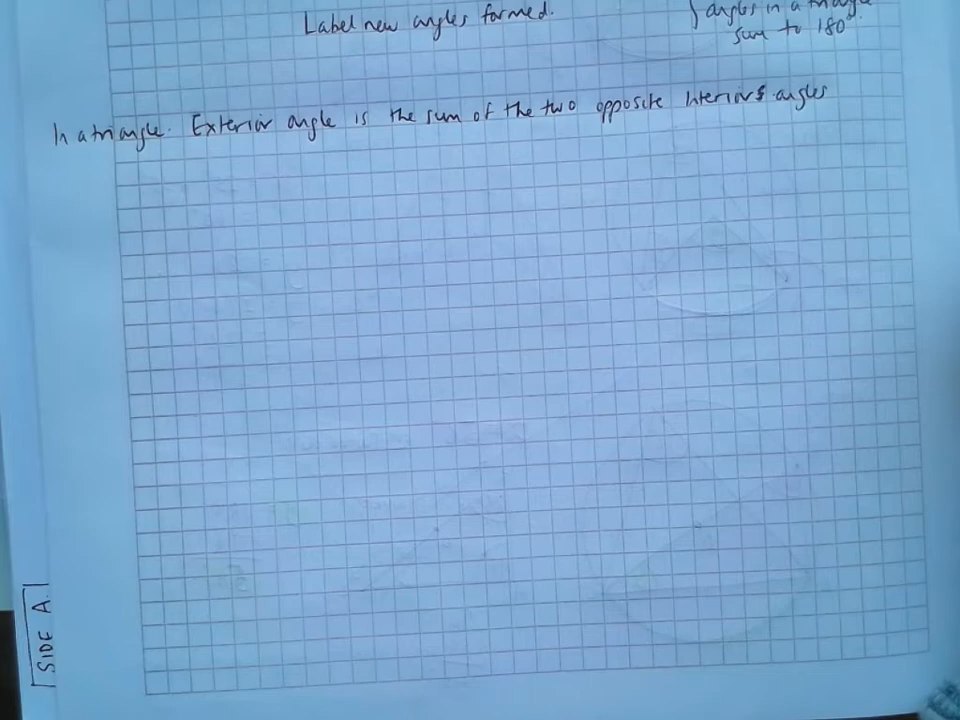 Label new angles formed.
angles in a triangle
sum to 180°
In a triangle. Exterior angle is the sum of the two opposite Interiors angles
SIDE A